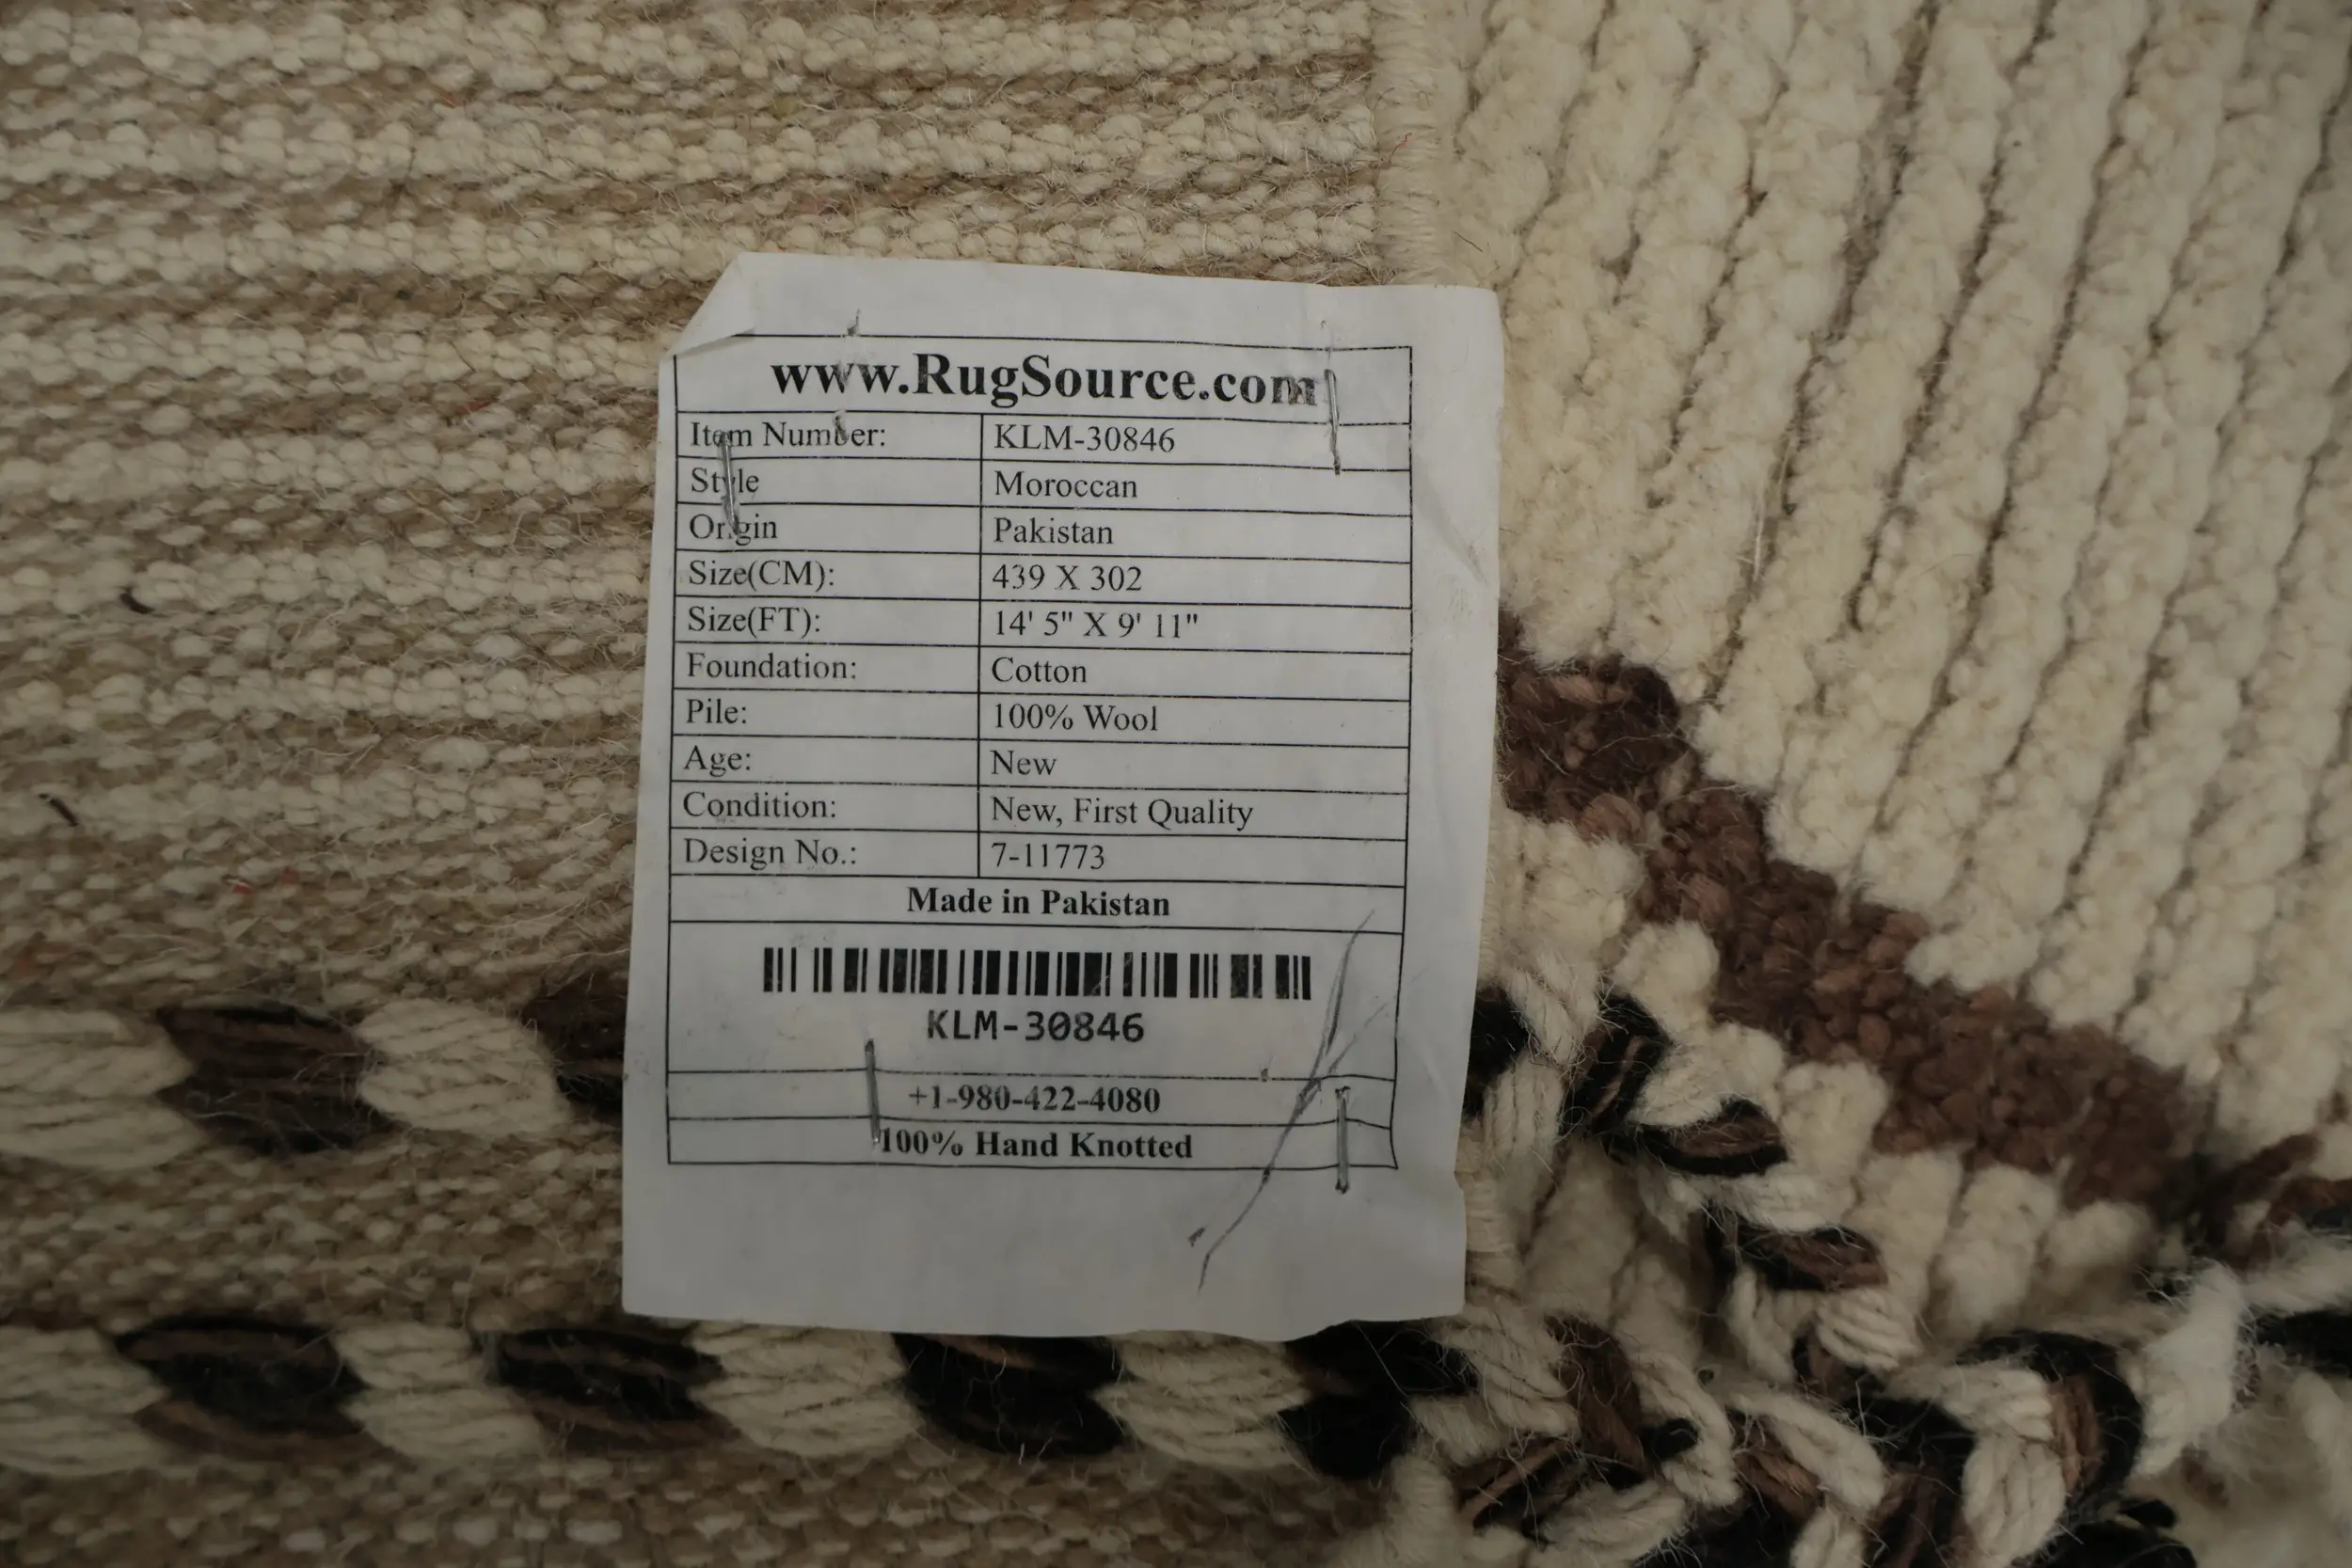 www.RugSource.com
Item Number: KLM-30846
Style Moroccan
Origin Pakistan
Size(CM): 439 X 302
Size(FT): 14' 5" X 9' 11"
Foundation: Cotton
Pile: 100% Wool
Age: New
Condition: New, First Quality
Design No.: 7-11773
Made in Pakistan
KLM-30846
+1-980-422-4080
100% Hand Knotted